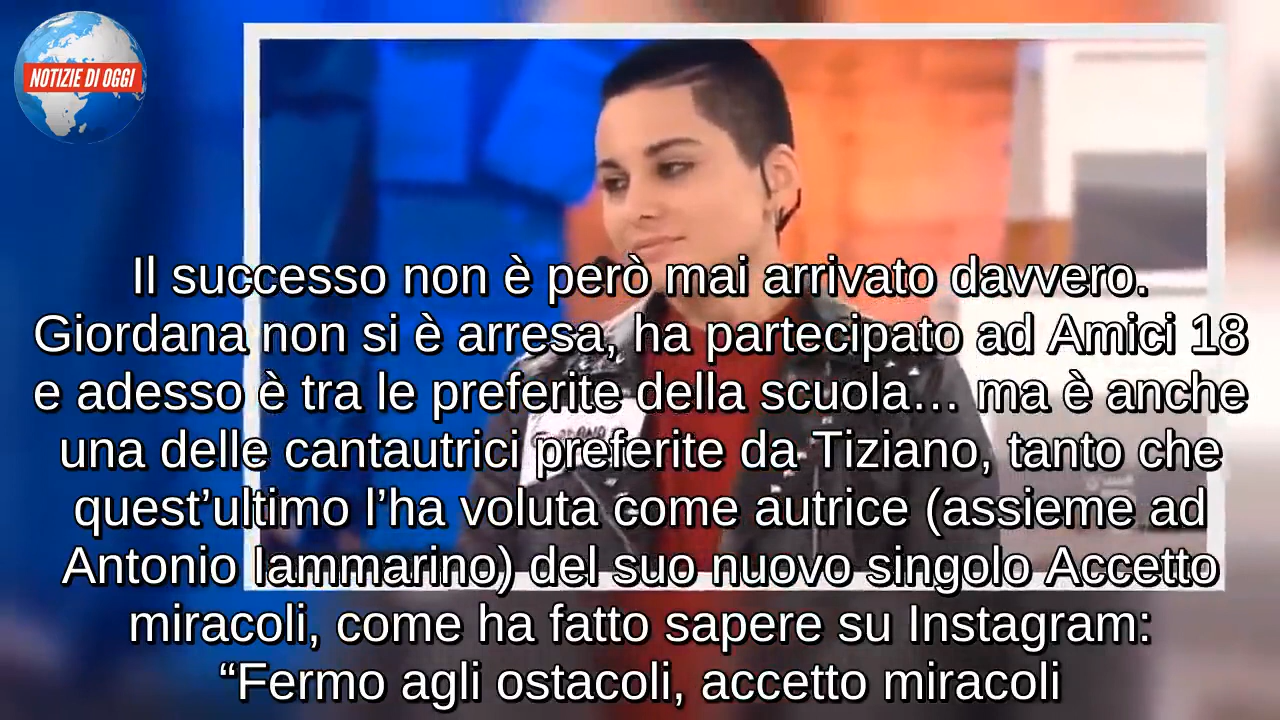 NOTIZIE DI OGGI
Il successo non è però mai arrivato davvero.
Giordana non si è arresa, ha partecipato ad Amici 18
e adesso è tra le preferite della scuola… ma è anche
una delle cantautrici preferite da Tiziano, tanto che
quest’ultimo l’ha voluta come autrice (assieme ad
Antonio Iammarino) del suo nuovo singolo Accetto
miracoli, come ha fatto sapere su Instagram:
“Fermo agli ostacoli, accetto miracoli